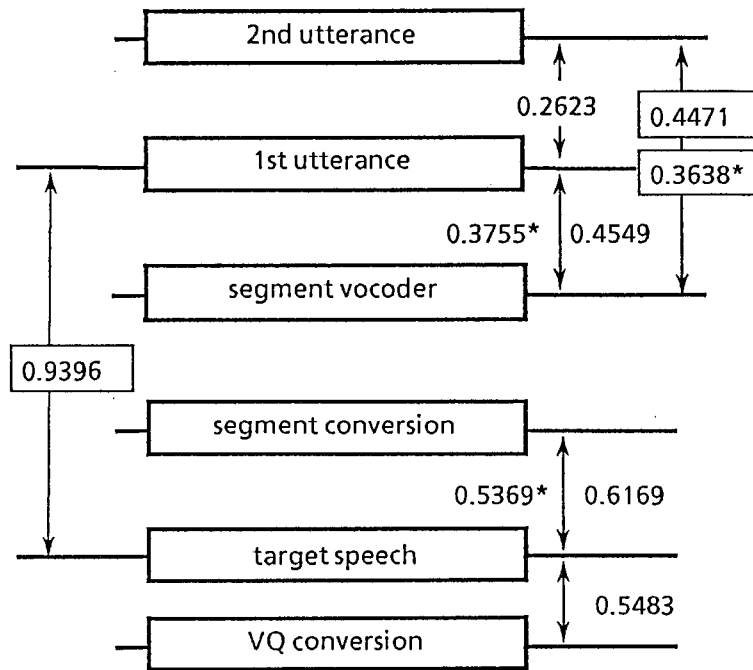 2nd utterance
0.2623
0.4471
1st utterance
0.3638*
0.3755* 0.4549
segment vocoder
0.9396
segment conversion
0.5369* 0.6169
target speech
0.5483
VQ conversion